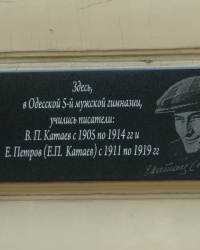 Здесь,
в Одесской 5-й мужской гимназии,
учились писатели:
В. П. Катаев с 1905 по 1914 гг и
Е. Петров (Е.П. Катаев) с 1911 по 1919 гг